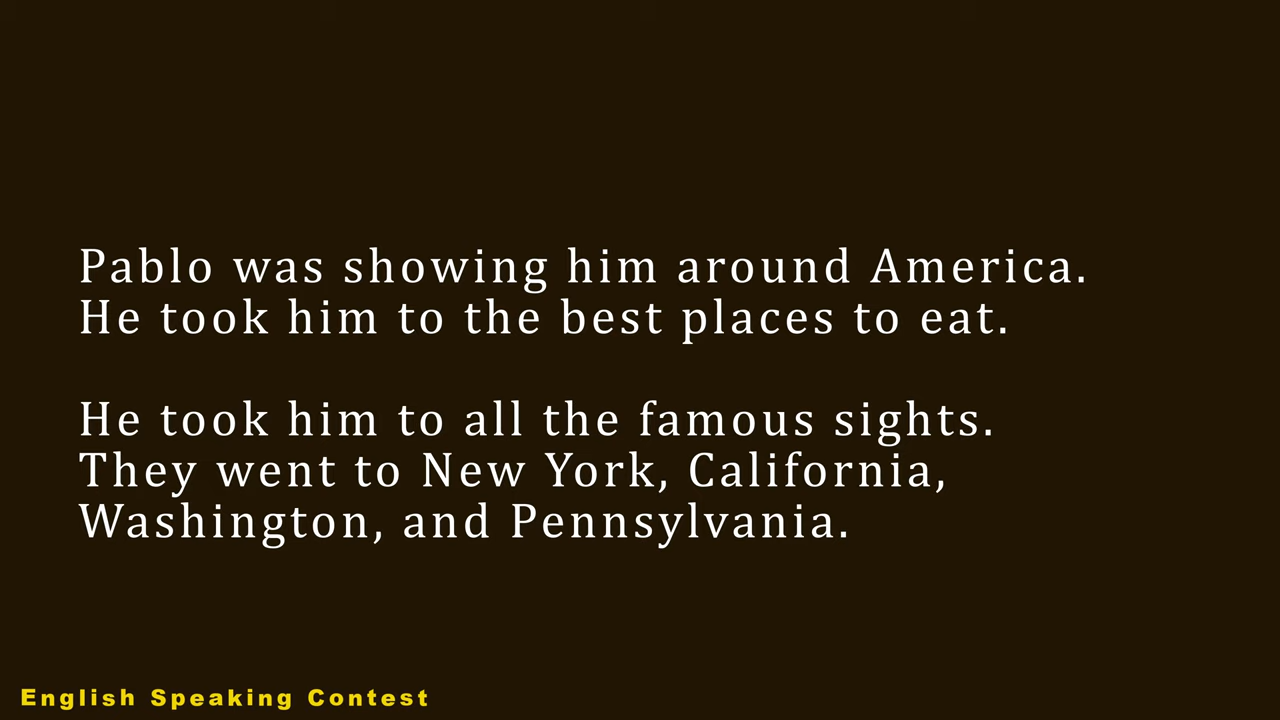 Pablo was showing him around America.
He took him to the best places to eat.
He took him to all the famous sights.
They went to New York, California,
Washington, and Pennsylvania.
English Speaking Contest